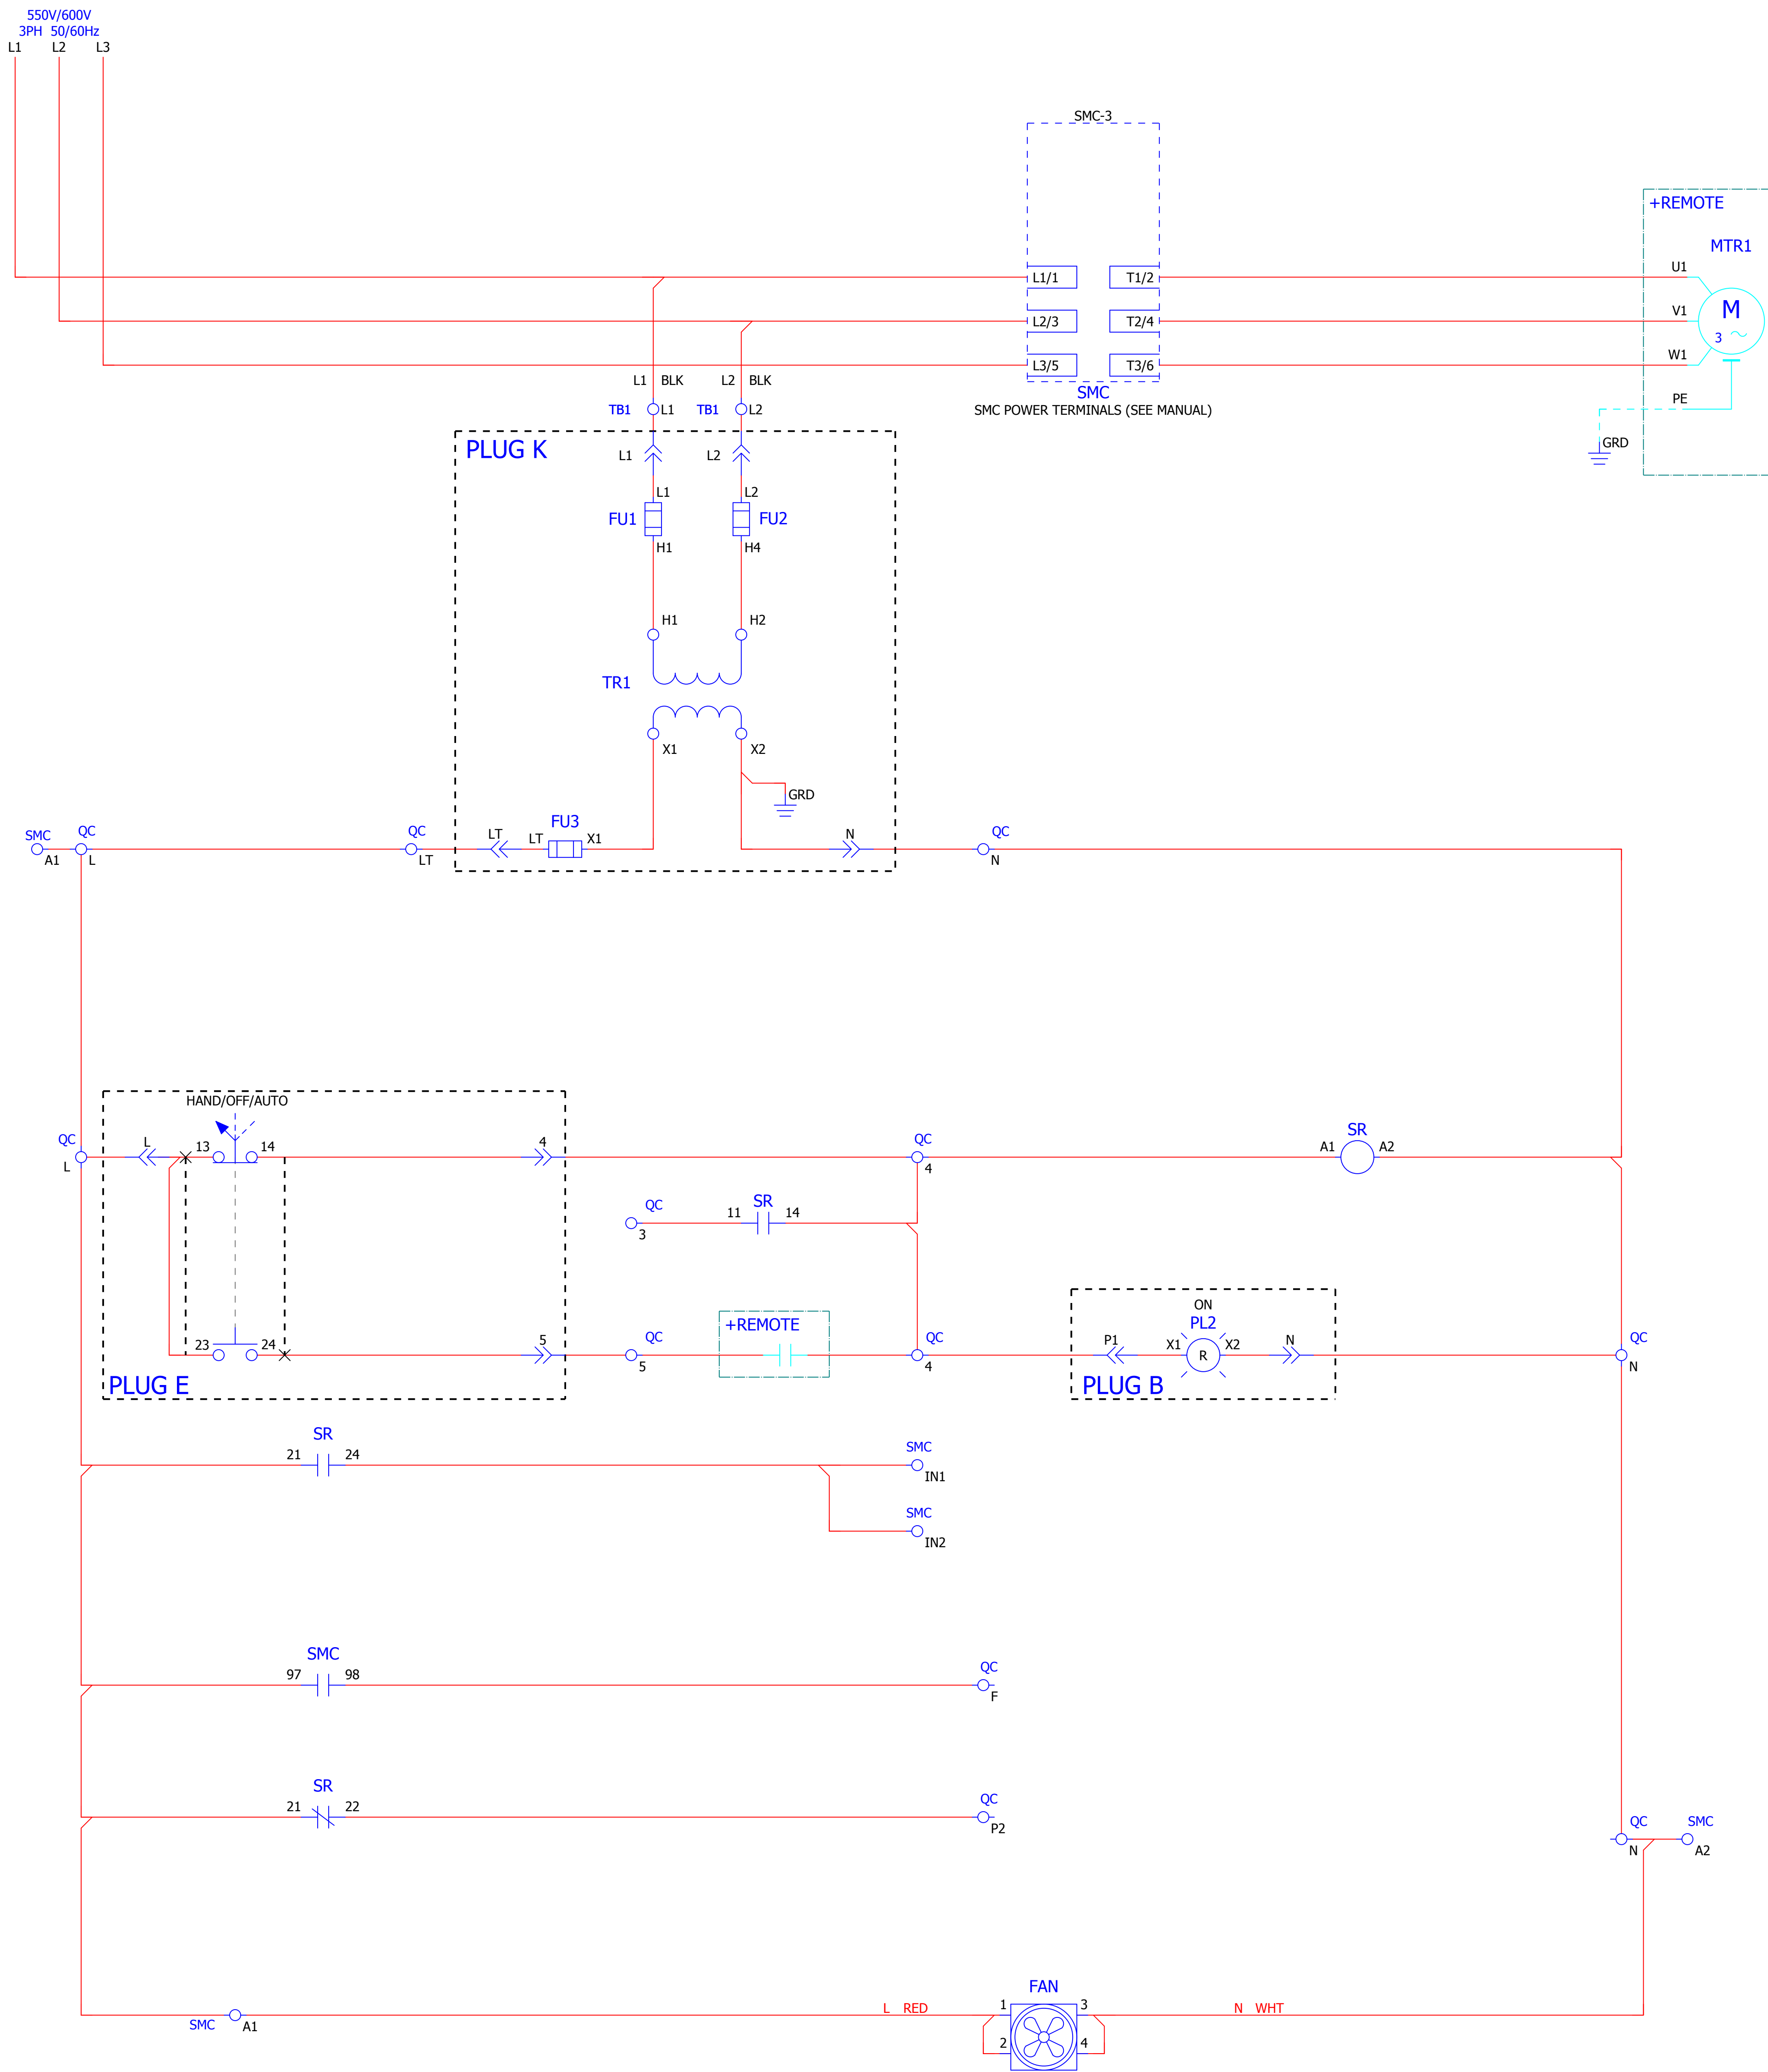 550V/600V
3PH 50/60Hz
L1 L2 L3
SMC-3
+REMOTE
MTR1
L1/1 T1/2 U1
L2/3 T2/4 V1
M
3
L3/5 T3/6 W1
L1 BLK L2 BLK
SMC
PE
TB1 L1 TB1 L2
SMC POWER TERMINALS (SEE MANUAL)
GRD
PLUG K
L1 L2
L1 L2
FU1 FU2
H1 H4
H1 H2
TR1
X1 X2
GRD
FU3
SMC QC QC LT LT X1 N QC
A1 L LT N
HAND/OFF/AUTO
QC L 13 14 4 QC A1 SR A2
L 4
QC 11 SR 14
3
ON
+REMOTE
PL2
23 24 5 QC P1 X1 R X2 N QC
5 4 N
PLUG E PLUG B
SR
21 24 SMC
IN1
SMC
IN2
SMC
97 98 QC
F
SR
21 22 QC
P2
QC SMC
N A2
FAN
L RED 1 3 N WHT
SMC A1
2 4